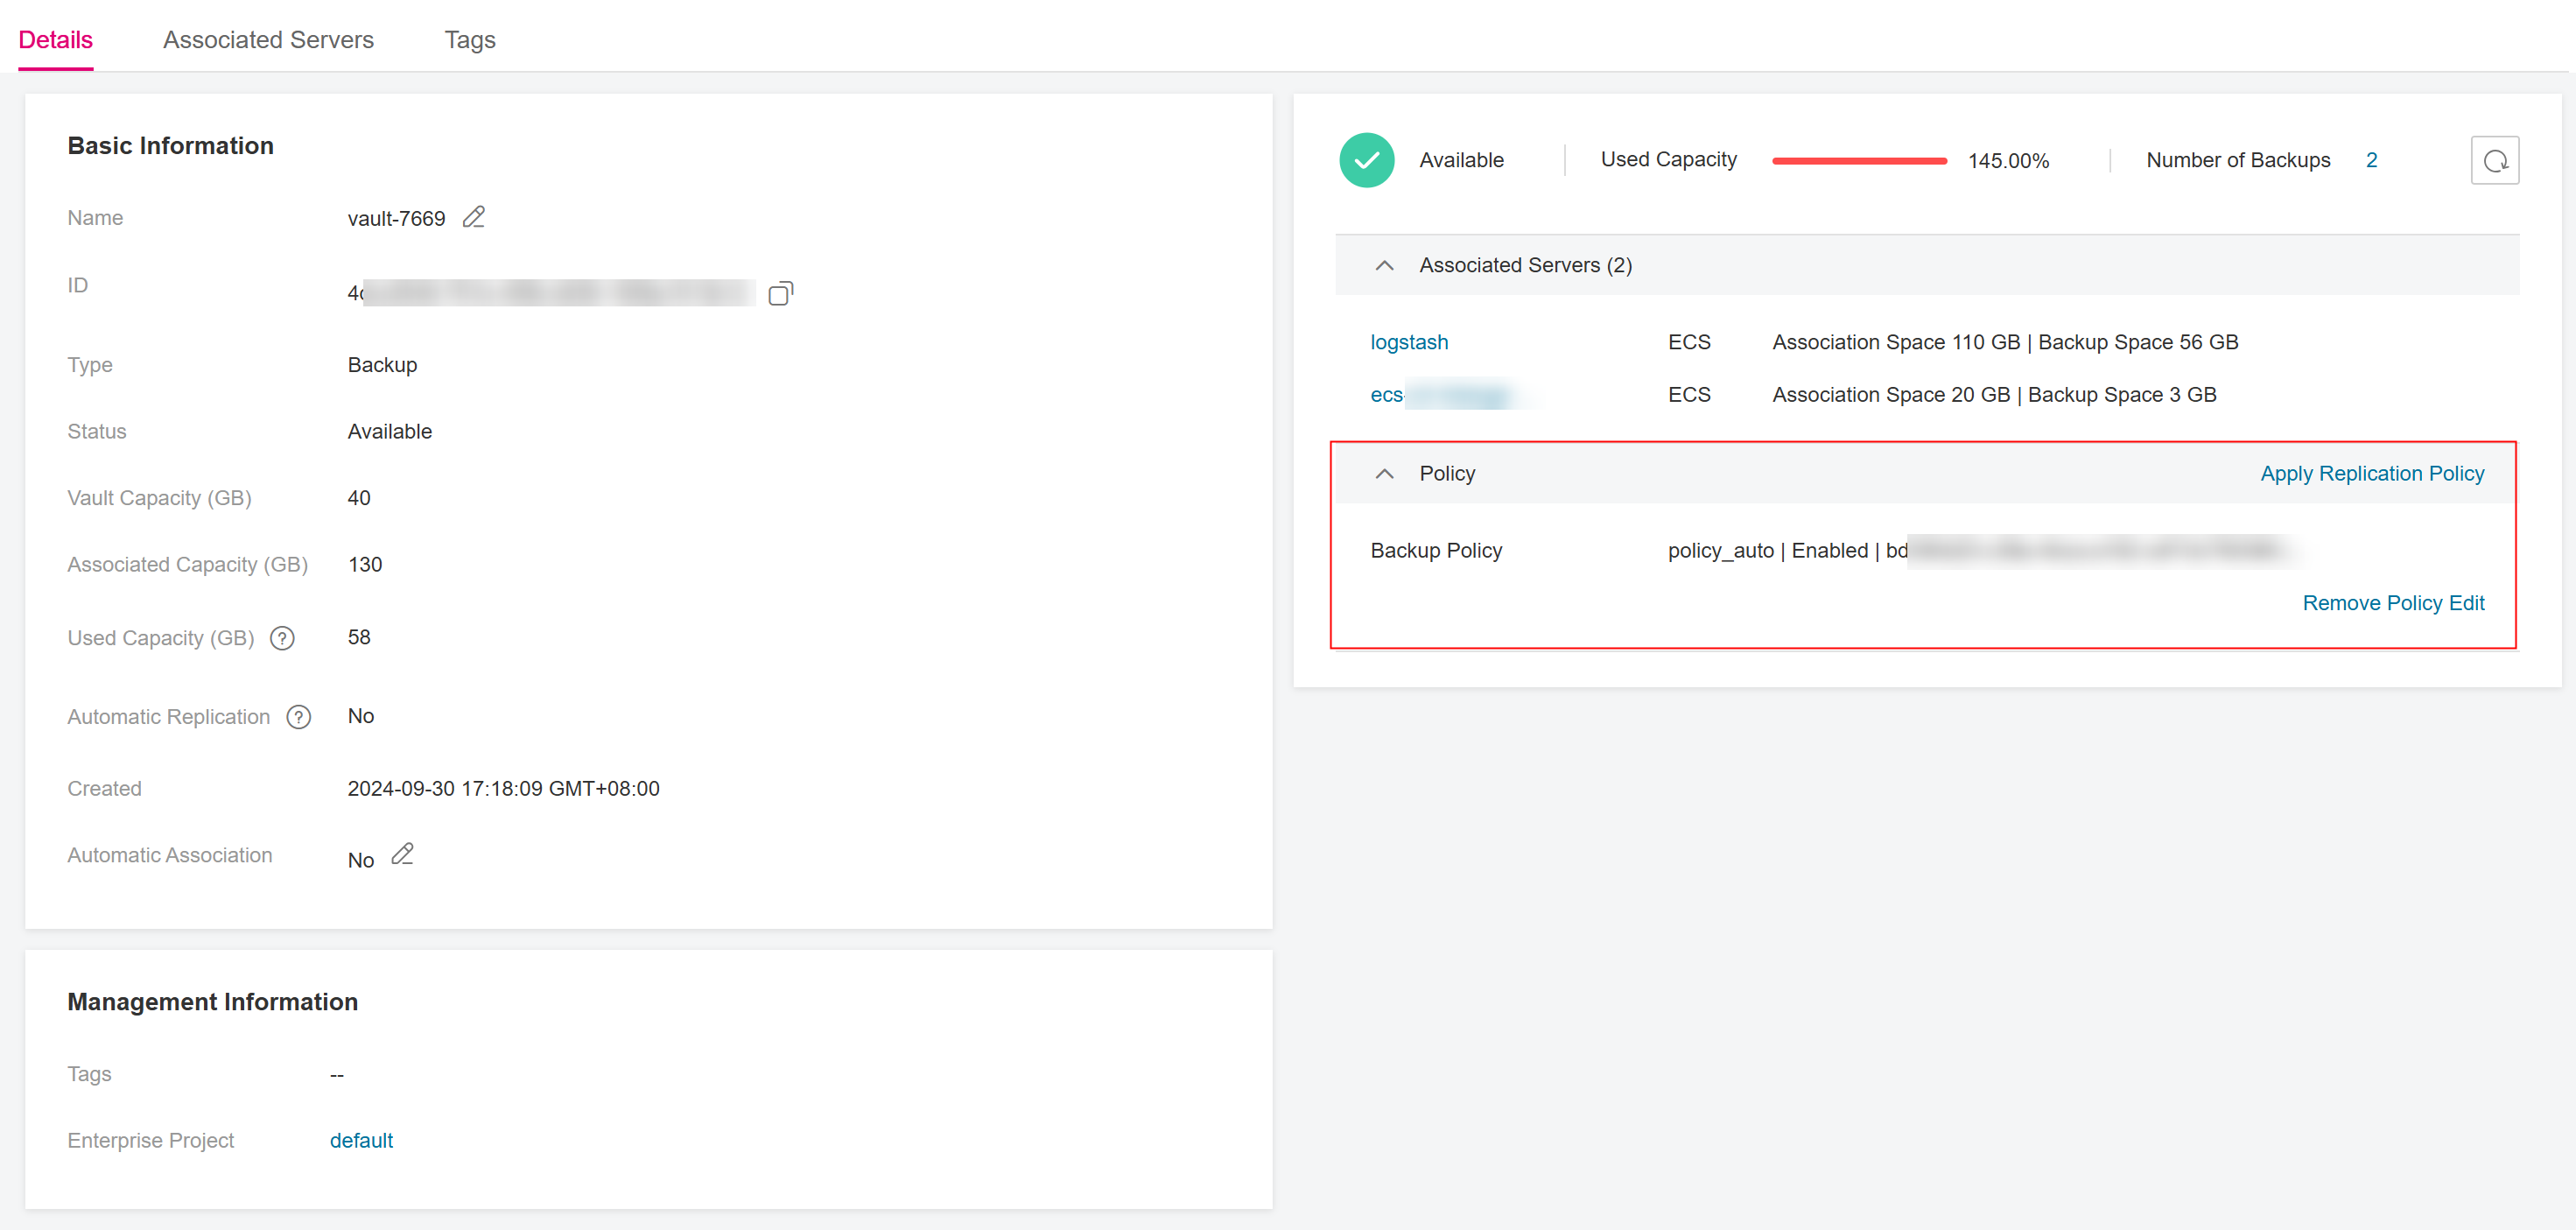 Details Associated Servers Tags
Basic Information
Name vault-7669
ID
Type Backup
Status Available
Vault Capacity (GB) 40
Associated Capacity (GB) 130
Used Capacity (GB) ? 58
Automatic Replication ? No
Created 2024-09-30 17:18:09 GMT+08:00
Automatic Association No
Management Information
Tags --
Enterprise Project default
Available Used Capacity 145.00% Number of Backups 2
Associated Servers (2)
logstash ECS Association Space 110 GB | Backup Space 56 GB
ecs- ECS Association Space 20 GB | Backup Space 3 GB
Policy Apply Replication Policy
Backup Policy policy_auto | Enabled | bd
Remove Policy Edit